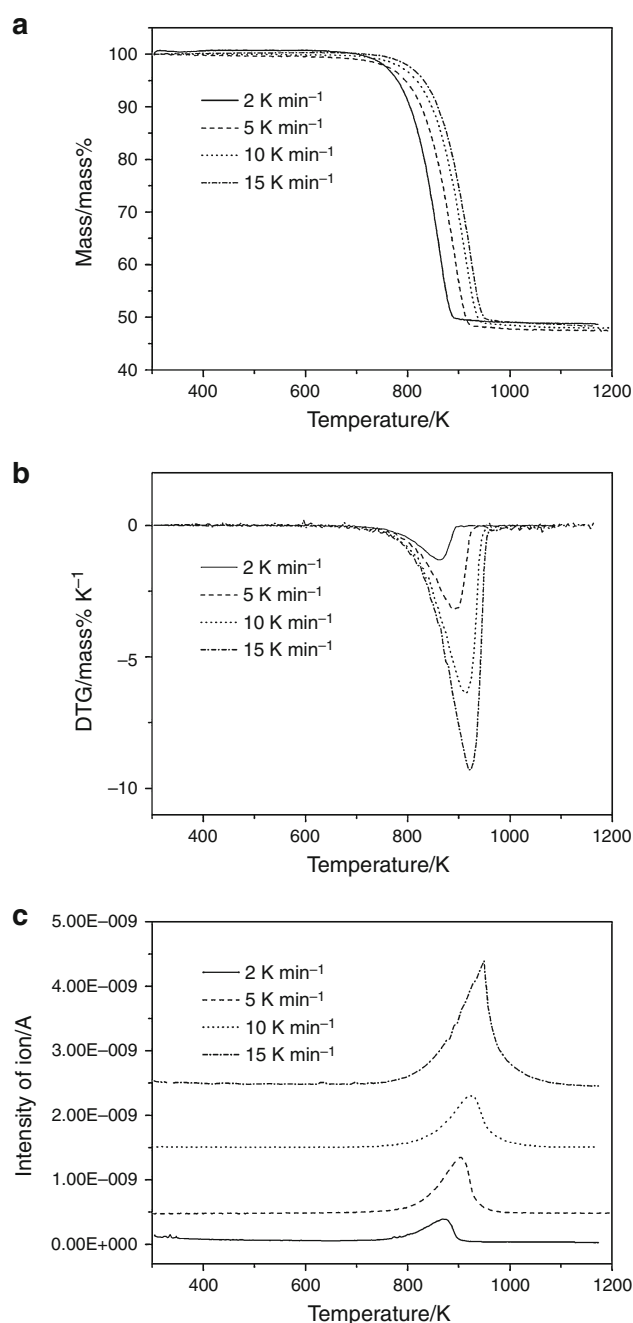 a
100
90
80
70
60
50
40
Mass/mass%
2 K min⁻¹
5 K min⁻¹
10 K min⁻¹
15 K min⁻¹
400 600 800 1000 1200
Temperature/K
b
0
−5
−10
DTG/mass% K⁻¹
2 K min⁻¹
5 K min⁻¹
10 K min⁻¹
15 K min⁻¹
400 600 800 1000 1200
Temperature/K
c
5.00E−009
4.00E−009
3.00E−009
2.00E−009
1.00E−009
0.00E+000
Intensity of ion/A
2 K min⁻¹
5 K min⁻¹
10 K min⁻¹
15 K min⁻¹
400 600 800 1000 1200
Temperature/K